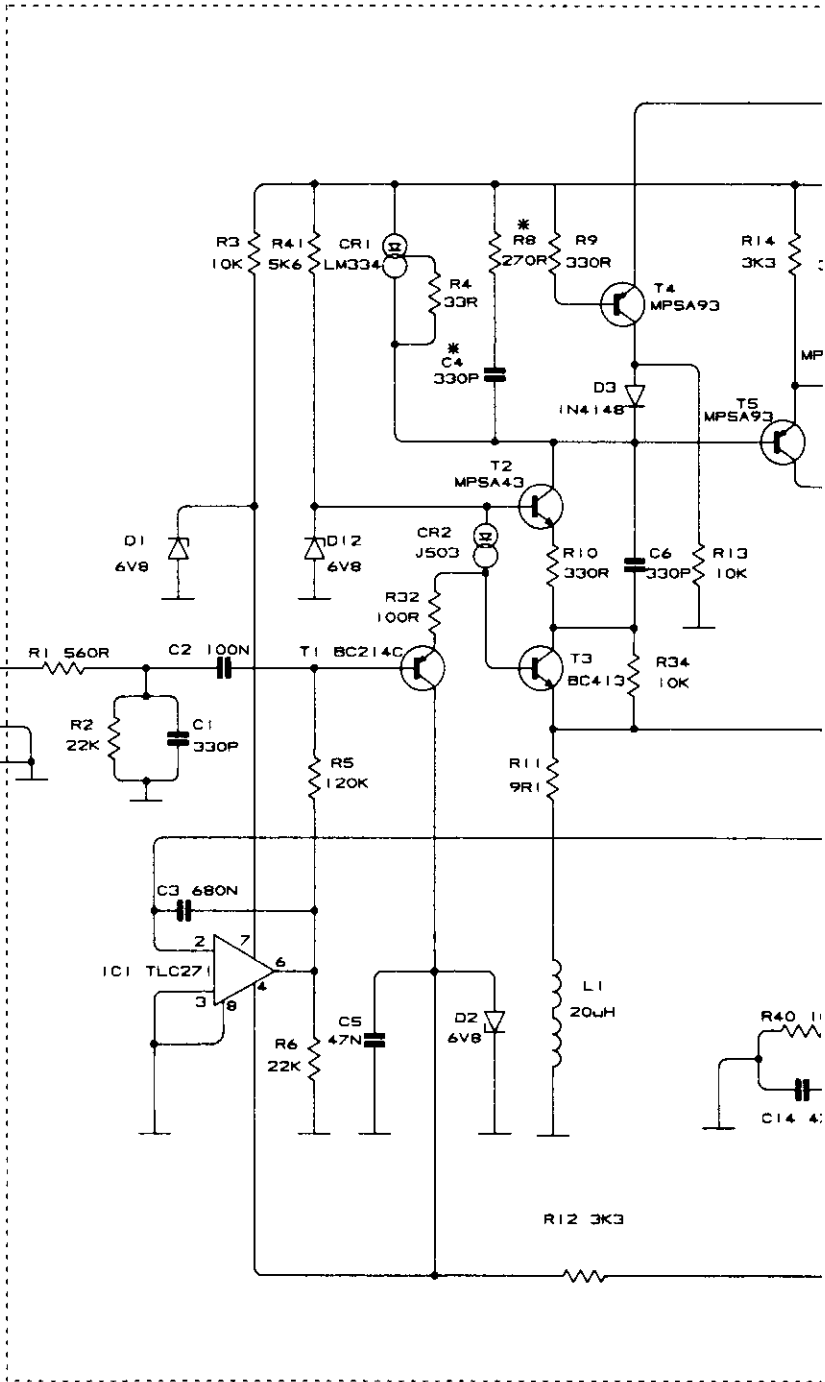 R3
10K
R41
5K6
CR1
LM334
R4
33R
*
R8
270R
R9
330R
T4
MPSA93
R14
3K3
*
C4
330P
D3
1N4148
T5
MPSA93
MP
T2
MPSA43
D1
6V8
D12
6V8
CR2
J503
R10
330R
C6
330P
R13
10K
R32
100R
R1 560R
C2 100N
T1 BC214C
T3
BC413
R34
10K
R2
22K
C1
330P
R5
120K
R11
9R1
C3 680N
2
7
6
IC1 TLC271
3
8
4
L1
20uH
R6
22K
C5
47N
D2
6V8
R40
C14
R12 3K3